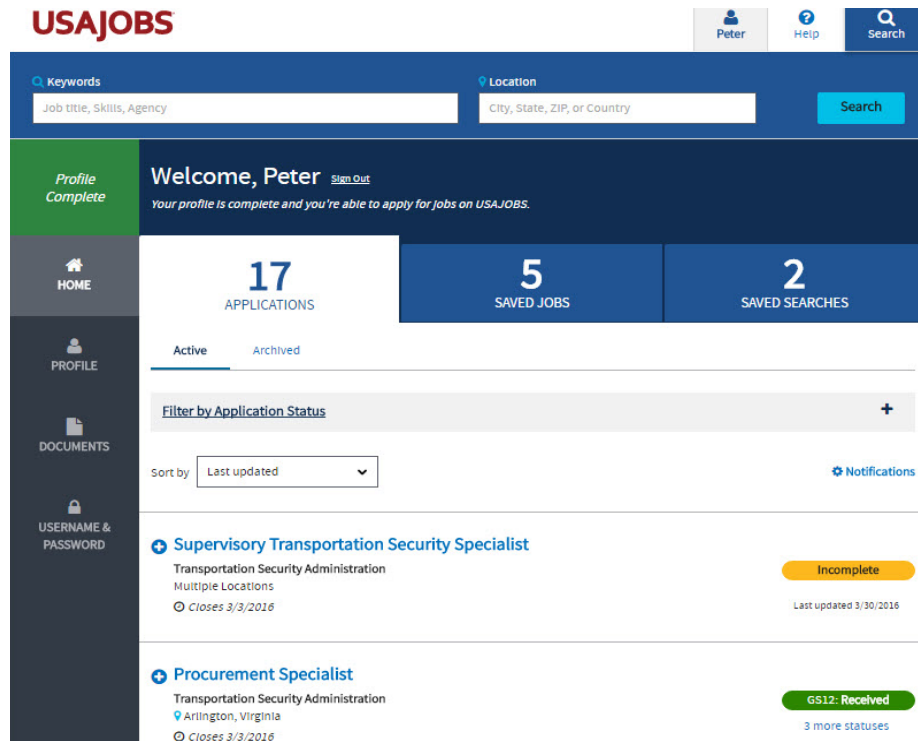 USAJOBS
Peter
Help
Search
Keywords
Location
Job title, Skills, Agency
City, State, ZIP, or Country
Search
Profile
Complete
Welcome, Peter Sign Out
Your profile is complete and you're able to apply for jobs on USAJOBS.
HOME
PROFILE
DOCUMENTS
USERNAME &
PASSWORD
17
APPLICATIONS
5
SAVED JOBS
2
SAVED SEARCHES
Active
Archived
Filter by Application Status
Sort by Last updated
Notifications
Supervisory Transportation Security Specialist
Transportation Security Administration
Multiple Locations
Closes 3/3/2016
Incomplete
Last updated 3/30/2016
Procurement Specialist
Transportation Security Administration
Arlington, Virginia
Closes 3/3/2016
GS12: Received
3 more statuses